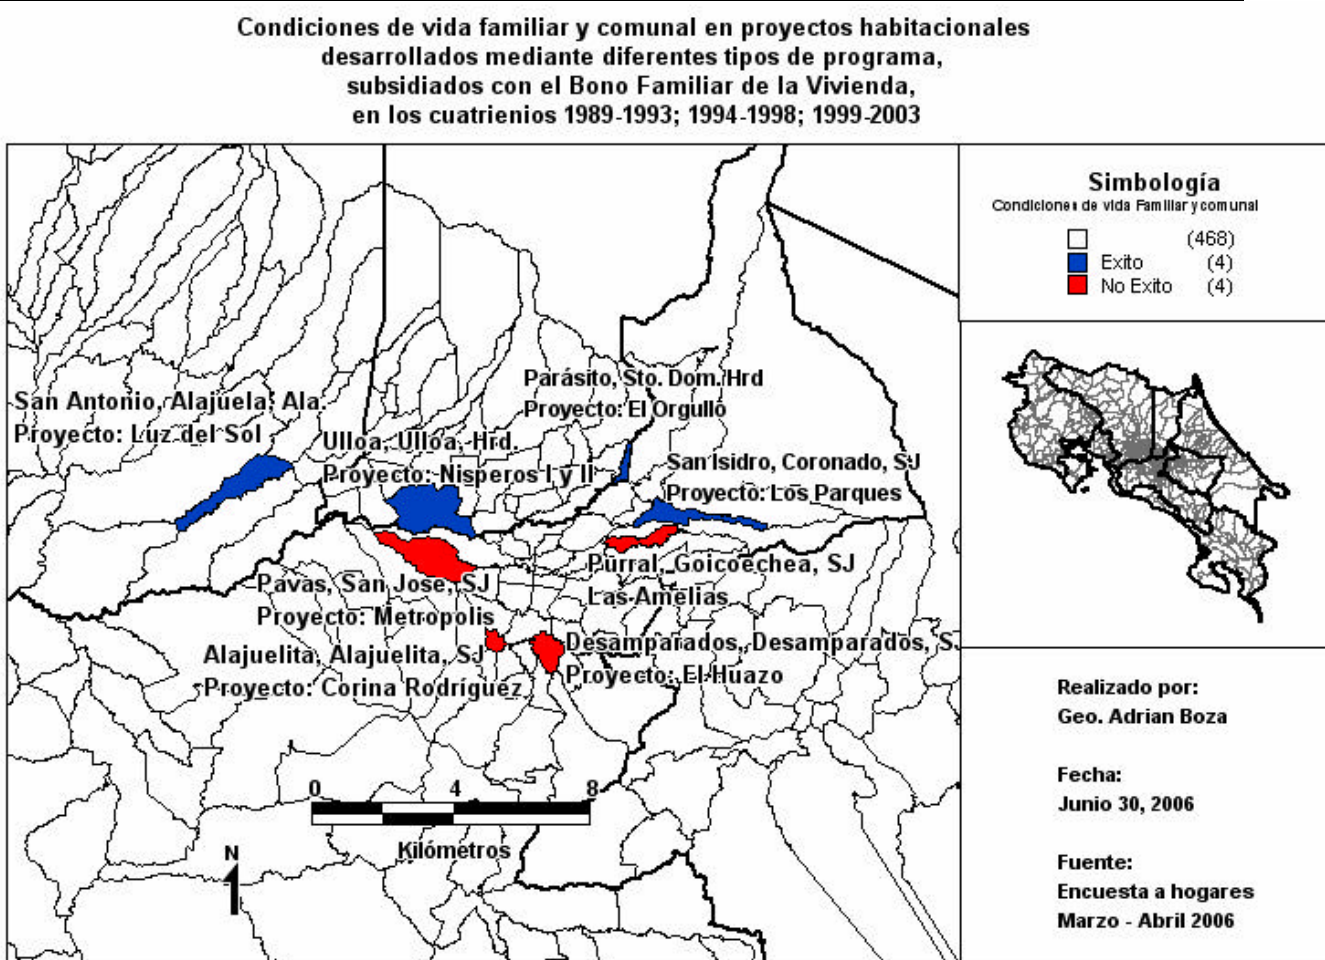 Condiciones de vida familiar y comunal en proyectos habitacionales
desarrollados mediante diferentes tipos de programa,
subsidiados con el Bono Familiar de la Vivienda,
en los cuatrienios 1989-1993; 1994-1998; 1999-2003
Simbología
Condiciones de vida Familiar y comunal
(468)
Exito (4)
No Exito (4)
Parásito, Sto. Dom. Hrd
Proyecto: El Orgullo
San Antonio, Alajuela, Ala.
Proyecto: Luz del Sol
Ulloa, Ulloa, Hrd.
Proyecto: Nisperos I y II
San Isidro, Coronado, SJ
Proyecto: Los Parques
Purral, Goicoechea, SJ
Las Amelias
Pavas, San Jose, SJ
Proyecto: Metropolis
Alajuelita, Alajuelita, SJ
Proyecto: Corina Rodríguez
Desamparados, Desamparados, S
Proyecto: El Huazo
0 4 8
Kilómetros
N
Realizado por:
Geo. Adrian Boza
Fecha:
Junio 30, 2006
Fuente:
Encuesta a hogares
Marzo - Abril 2006